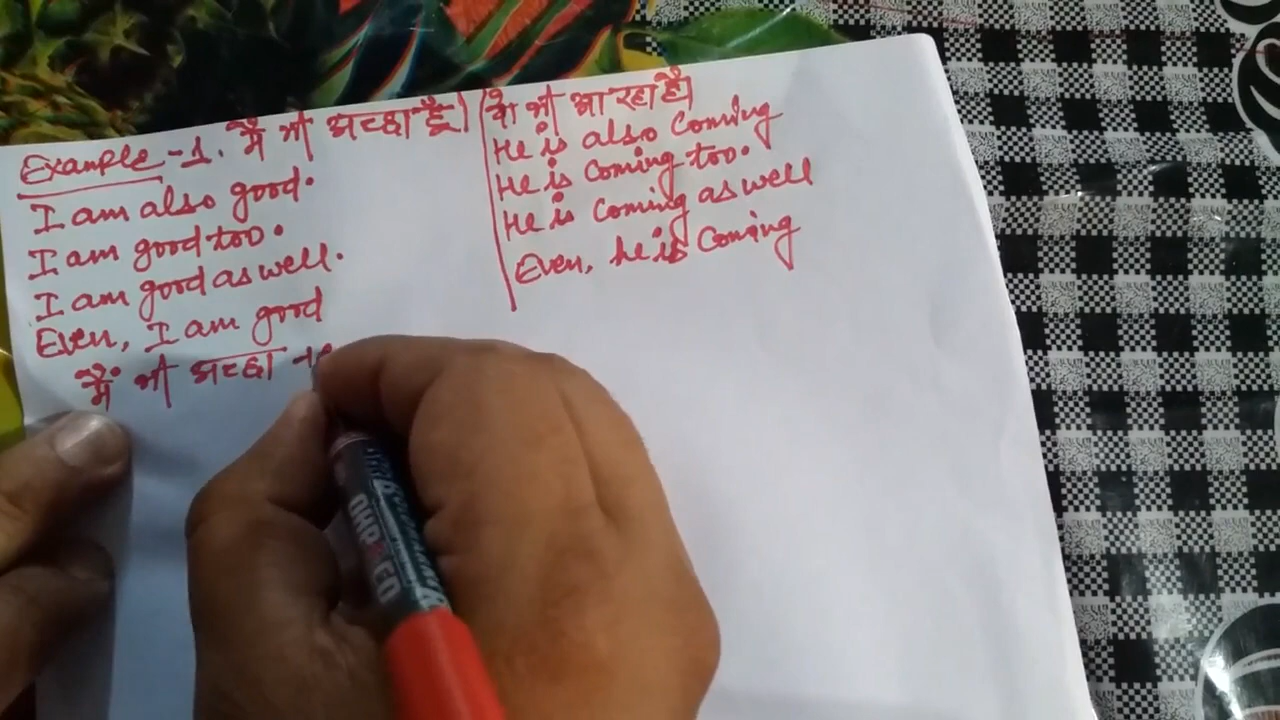 Example-1. मैं भी अच्छा हूँ।
I am also good.
I am good too.
I am good as well.
Even, I am good
मैं भी अच्छा
वो भी आ रहा है।
He is also coming
He is coming too.
He is coming as well
Even, he is coming